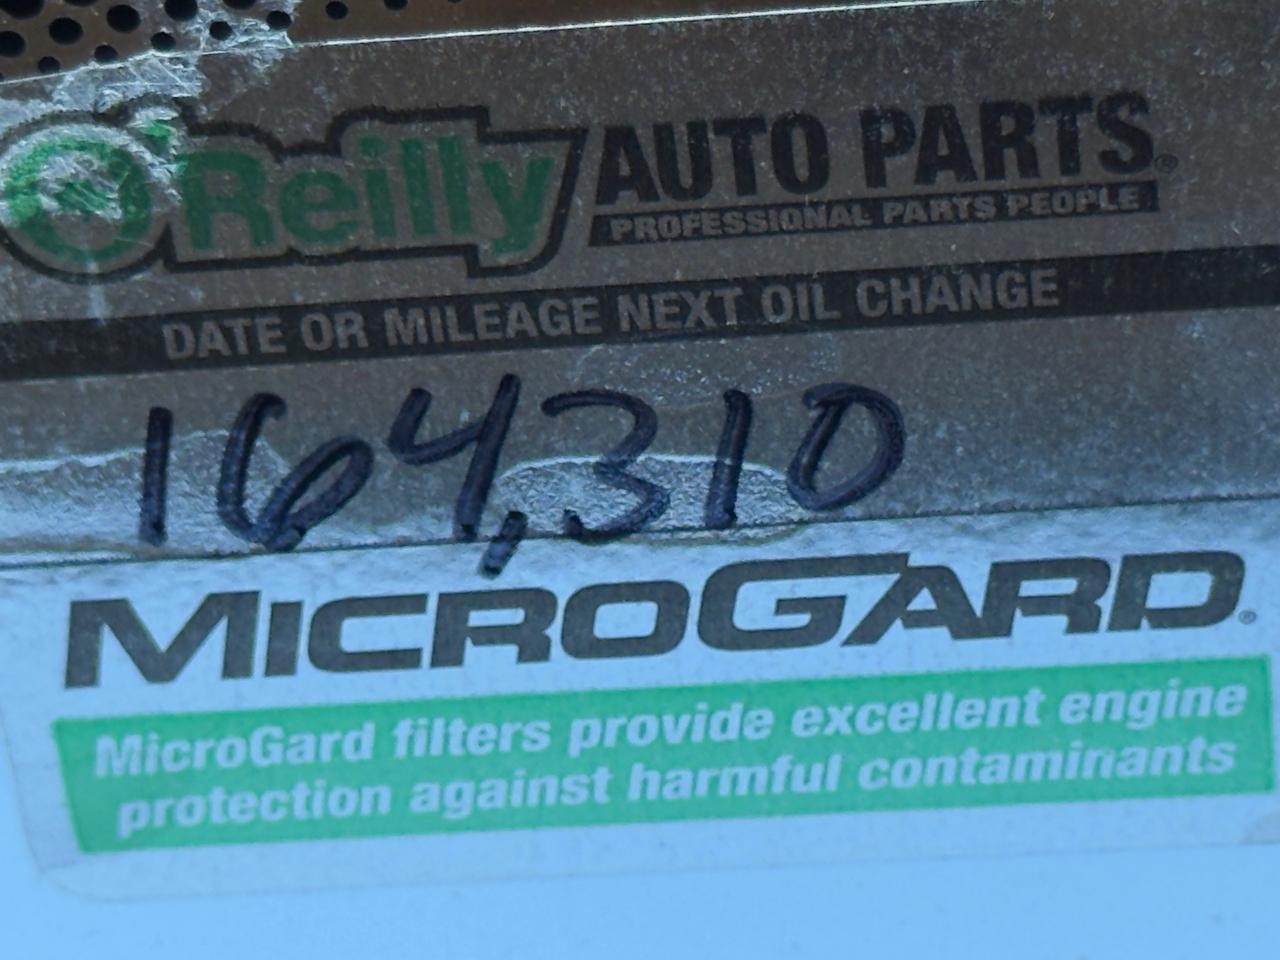 O'Reilly AUTO PARTS®
PROFESSIONAL PARTS PEOPLE
DATE OR MILEAGE NEXT OIL CHANGE
164,310
MICROGARD®
MicroGard filters provide excellent engine
protection against harmful contaminants